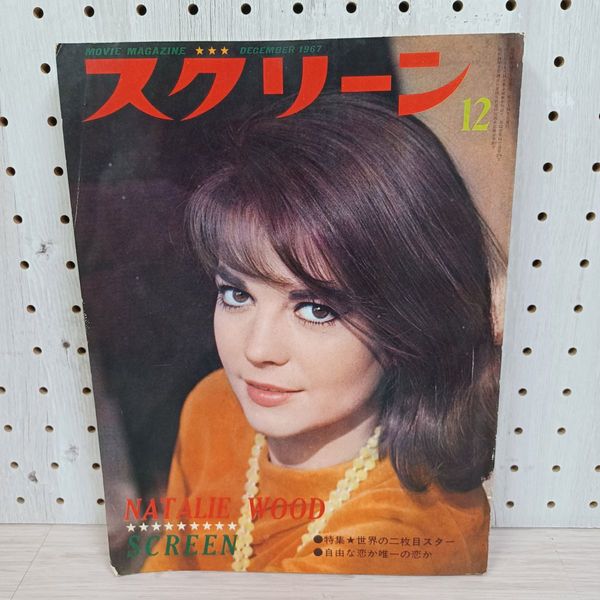 MOVIE MAGAZINE ★★★ DECEMBER 1967
スクリーン
12
NATALIE WOOD
★★★★★★★★★
SCREEN
●特集★世界の二枚目スター
●自由な恋か唯一の恋か